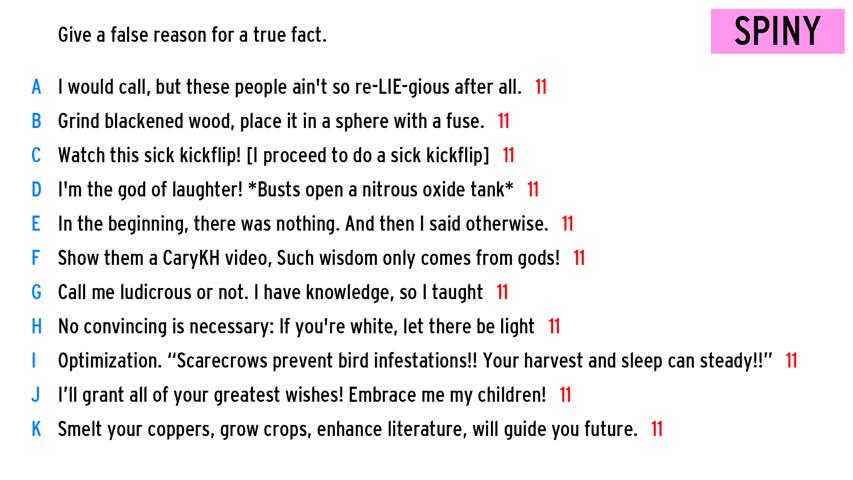 Give a false reason for a true fact.
SPINY
A I would call, but these people ain't so re-LIE-gious after all. 11
B Grind blackened wood, place it in a sphere with a fuse. 11
C Watch this sick kickflip! [I proceed to do a sick kickflip] 11
D I'm the god of laughter! *Busts open a nitrous oxide tank* 11
E In the beginning, there was nothing. And then I said otherwise. 11
F Show them a CaryKH video, Such wisdom only comes from gods! 11
G Call me ludicrous or not. I have knowledge, so I taught 11
H No convincing is necessary: If you're white, let there be light 11
I Optimization. “Scarecrows prevent bird infestations!! Your harvest and sleep can steady!!” 11
J I’ll grant all of your greatest wishes! Embrace me my children! 11
K Smelt your coppers, grow crops, enhance literature, will guide you future. 11